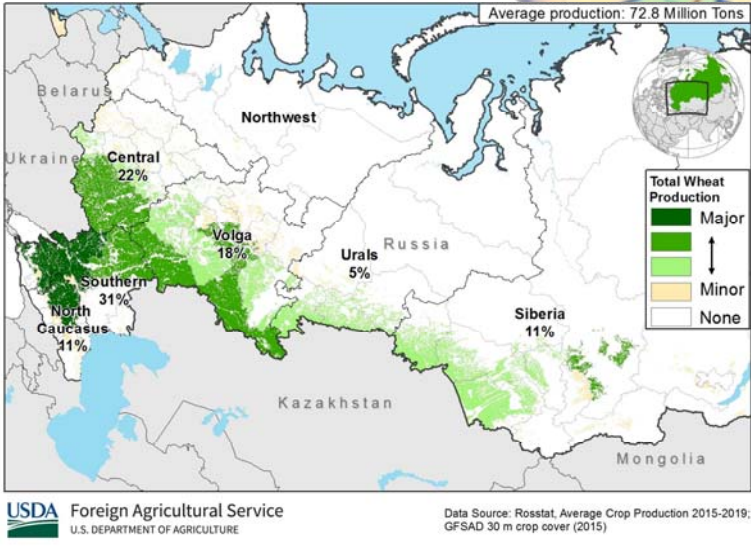 Average production: 72.8 Million Tons
Belarus
Northwest
Ukraine
Central
22%
Total Wheat
Production
Major
Minor
None
Volga
18%
Urals
5%
Russia
Southern
31%
Siberia
11%
North
Caucasus
11%
Kazakhstan
Mongolia
USDA
Foreign Agricultural Service
U.S. DEPARTMENT OF AGRICULTURE
Data Source: Rosstat, Average Crop Production 2015-2019;
GFSAD 30 m crop cover (2015)